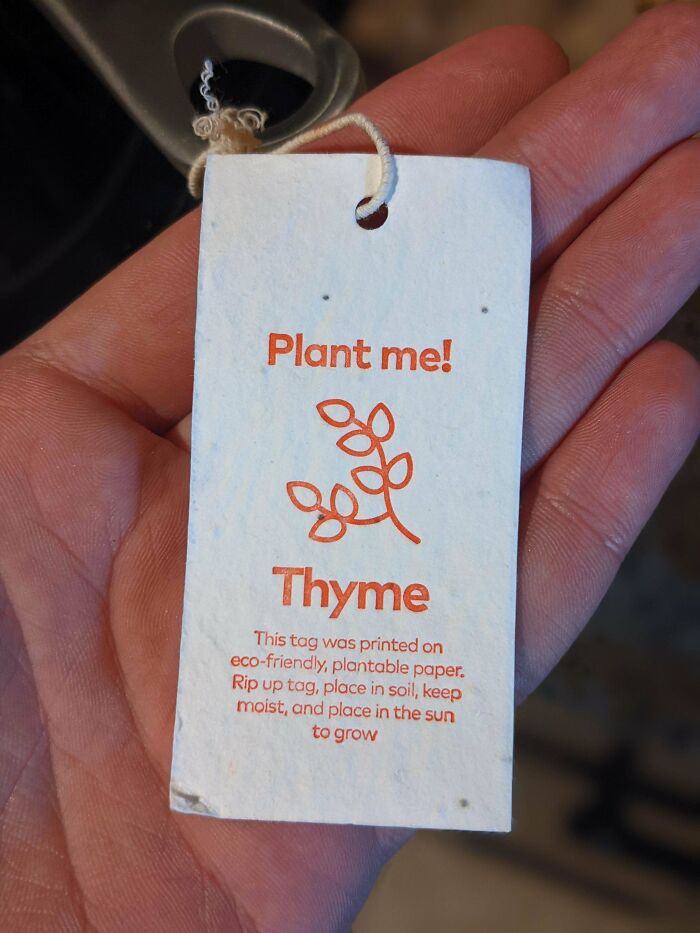 Plant me!
Thyme
This tag was printed on
eco-friendly, plantable paper.
Rip up tag, place in soil, keep
moist, and place in the sun
to grow